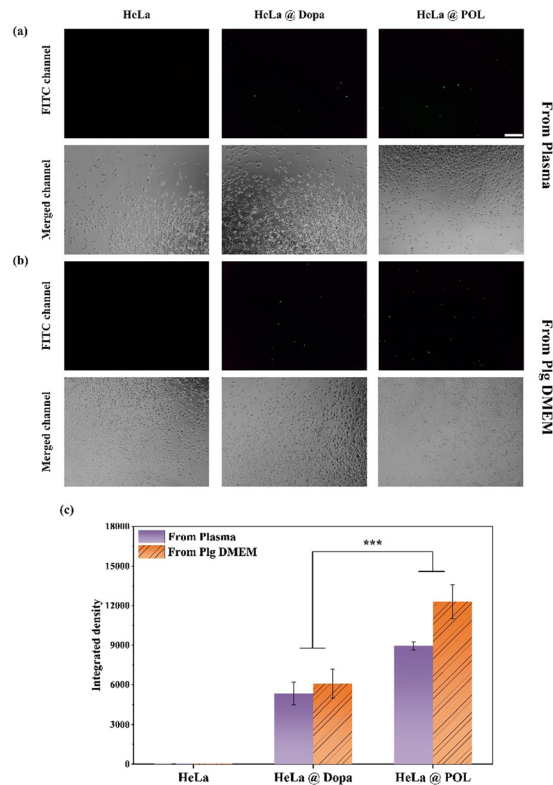 HeLa HeLa @ Dopa HeLa @ POL
(a)
FITC channel
Merged channel
From Plasma
(b)
FITC channel
Merged channel
From Plg DMEM
(c)
From Plasma
From Plg DMEM
***
Integrated density
18000
15000
12000
9000
6000
3000
0
HeLa HeLa @ Dopa HeLa @ POL